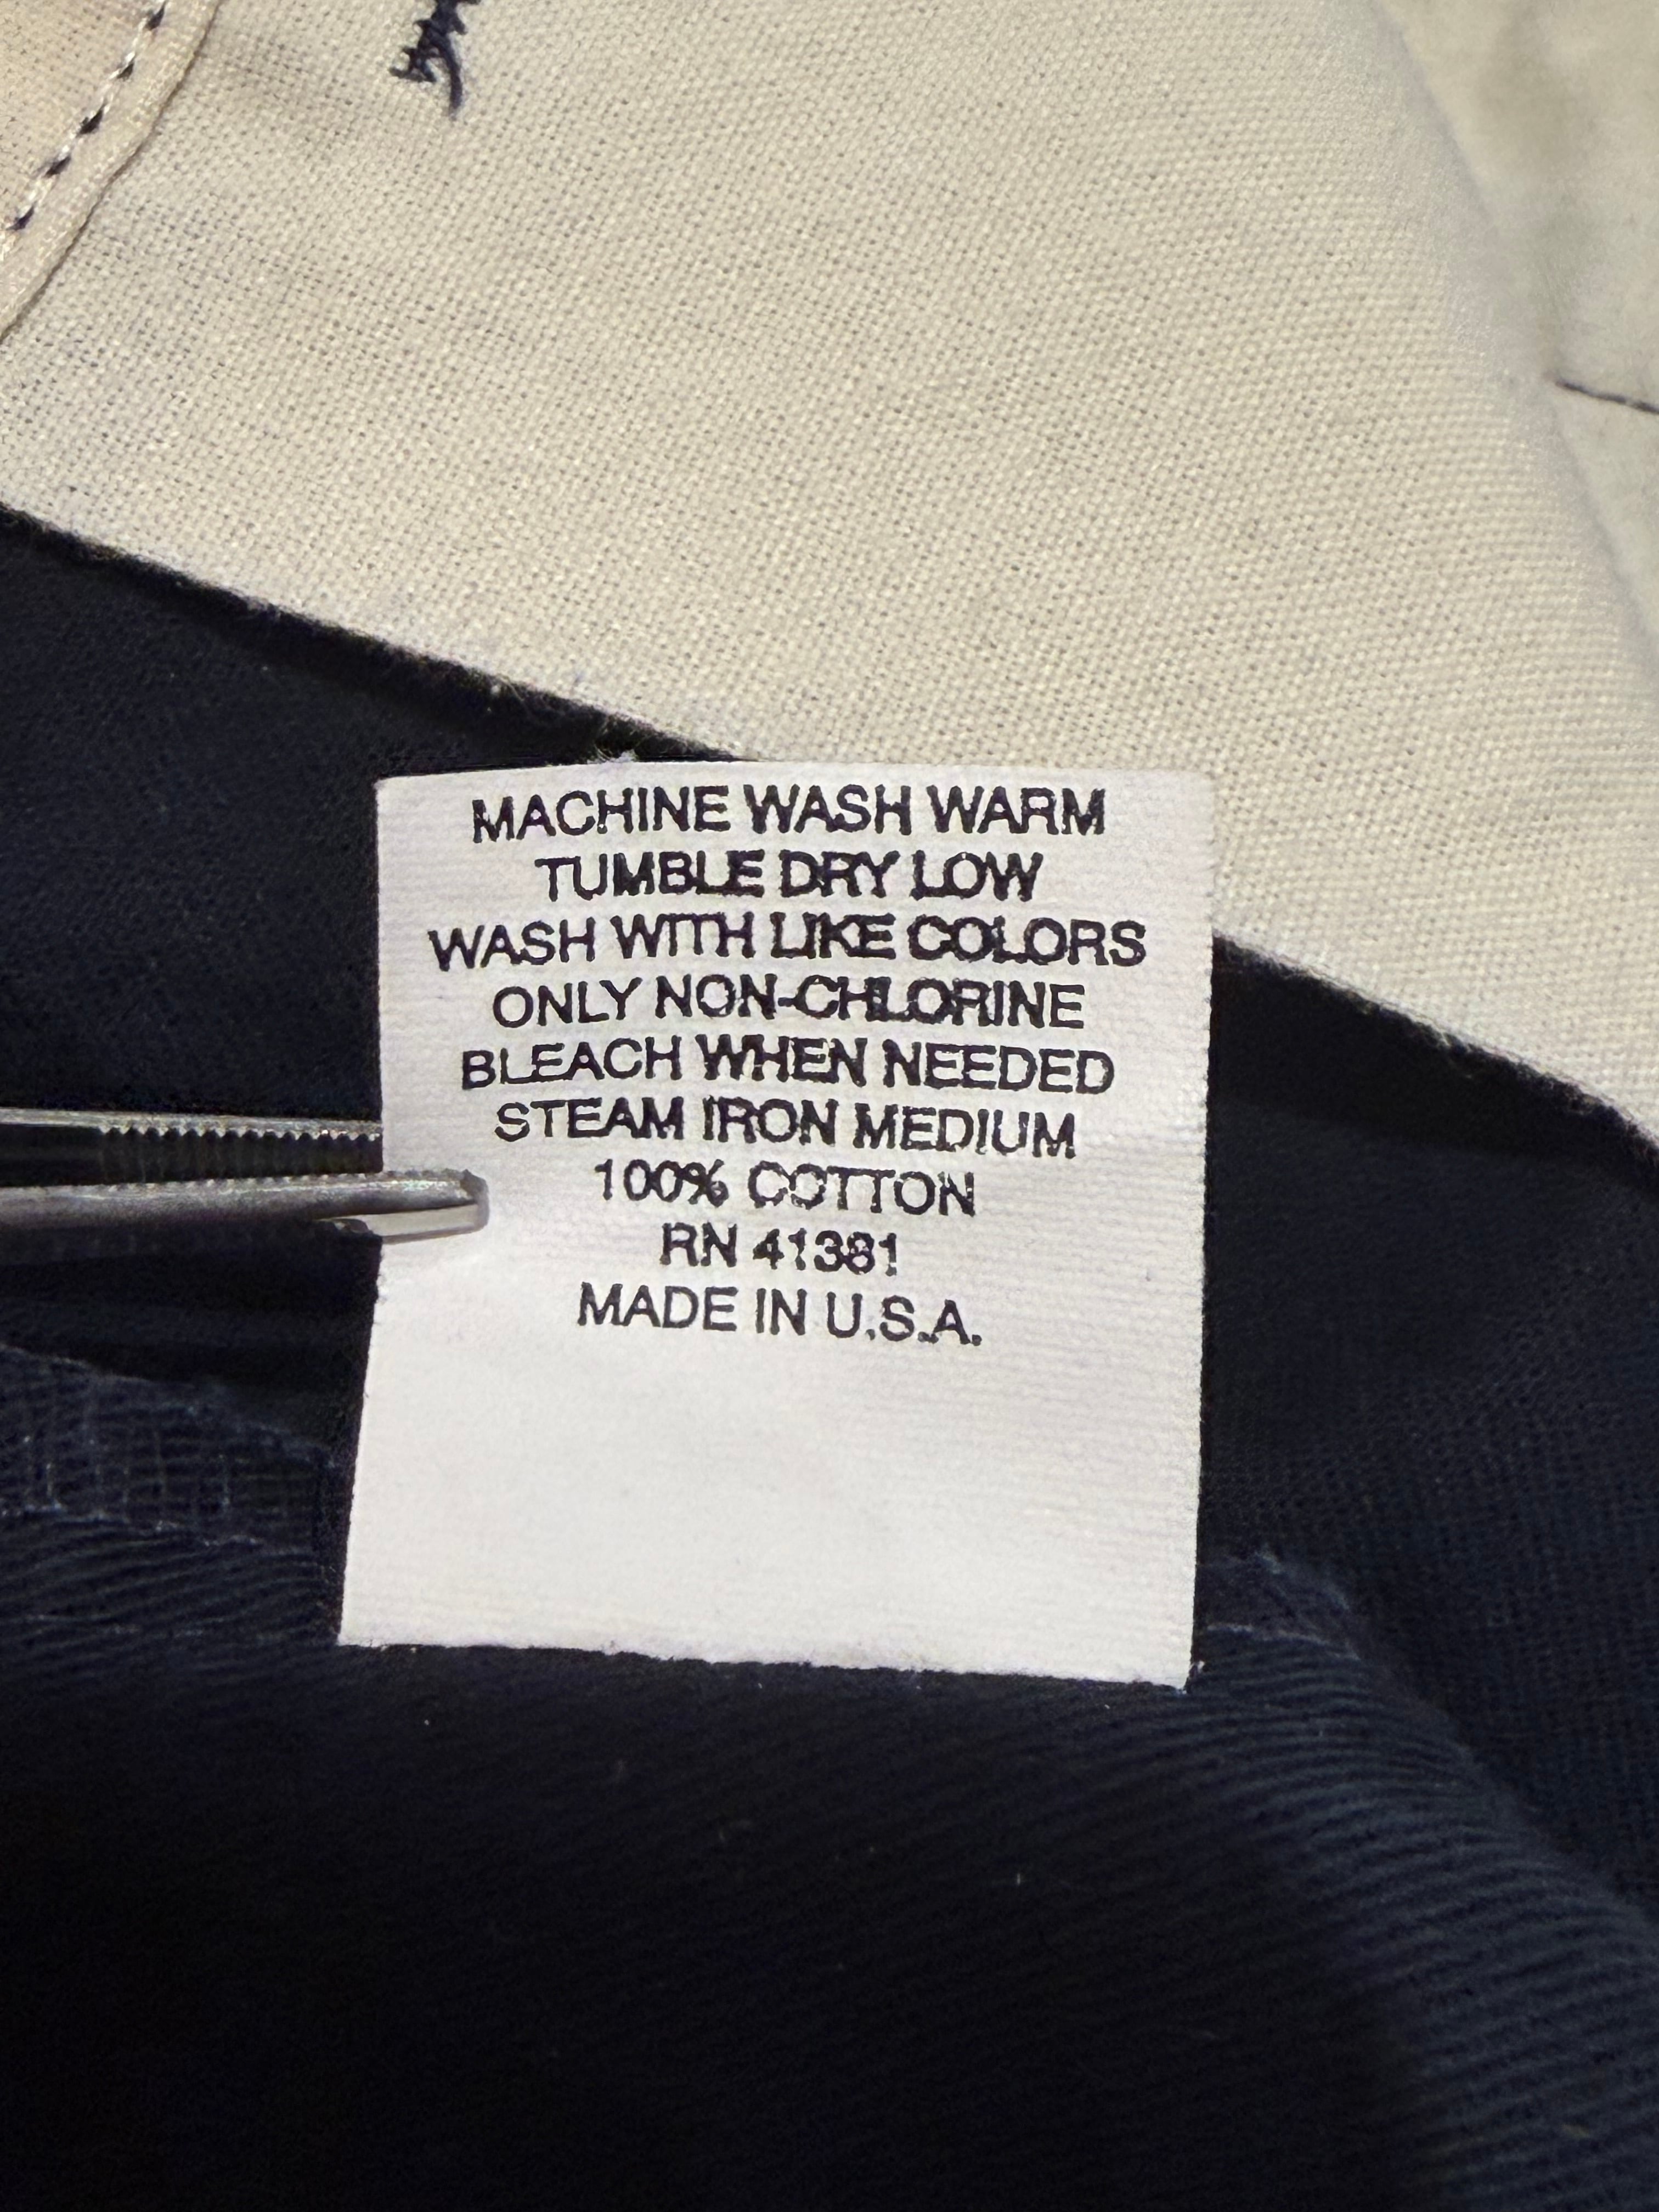 MACHINE WASH WARM
TUMBLE DRY LOW
WASH WITH LIKE COLORS
ONLY NON-CHLORINE
BLEACH WHEN NEEDED
STEAM IRON MEDIUM
100% COTTON
RN 41381
MADE IN U.S.A.